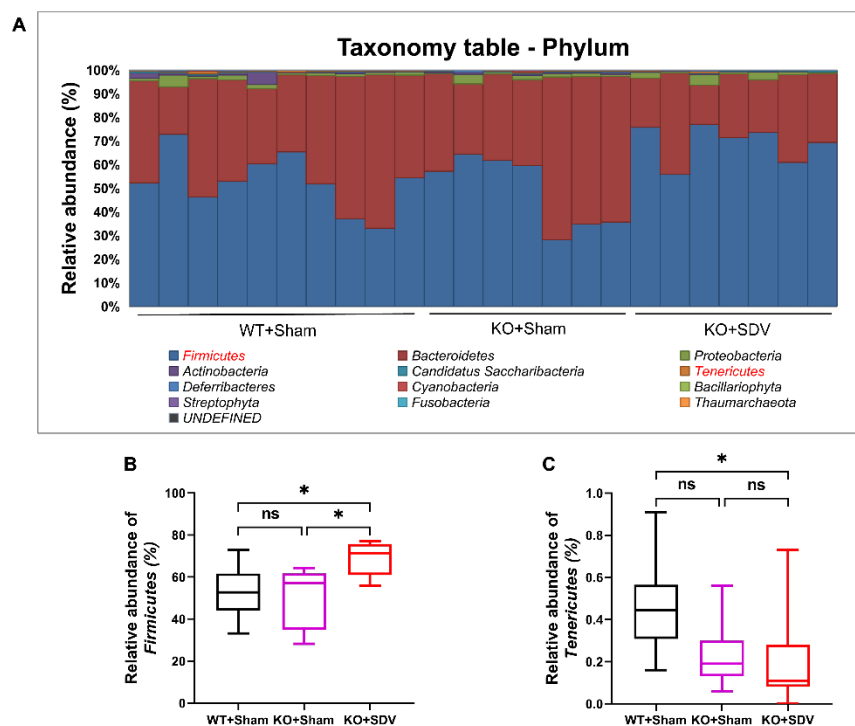 A
Taxonomy table - Phylum
Relative abundance (%)
100%
90%
80%
70%
60%
50%
40%
30%
20%
10%
0%
WT+Sham KO+Sham KO+SDV
Firmicutes Bacteroidetes Proteobacteria
Actinobacteria Candidatus Saccharibacteria Tenericutes
Deferribacteres Cyanobacteria Bacillariophyta
Streptophyta Fusobacteria Thaumarchaeota
UNDEFINED
B
Relative abundance of
Firmicutes (%)
100
80
60
40
20
0
*
ns *
WT+Sham KO+Sham KO+SDV
C
Relative abundance of
Tenericutes (%)
1.0
0.8
0.6
0.4
0.2
0.0
*
ns ns
WT+Sham KO+Sham KO+SDV